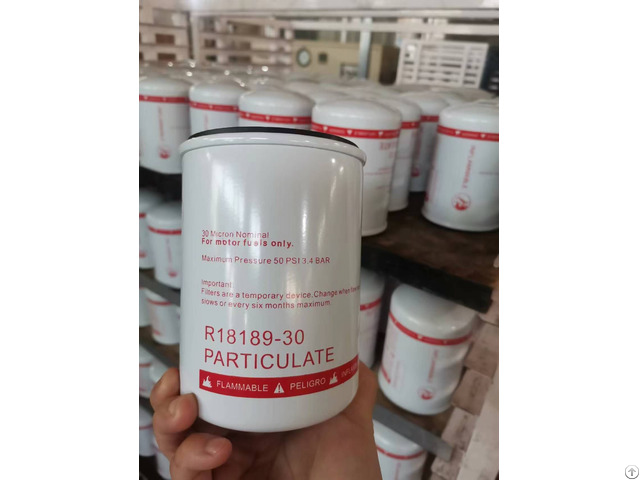 30 Micron Nominal
For motor fuels only.
Maximum Pressure 50 PSI 3.4 BAR
Important
Filters are a temporary device.Change when
slows or every six months maximum.
R18189-30
PARTICULATE
FLAMMABLE PELIGRO